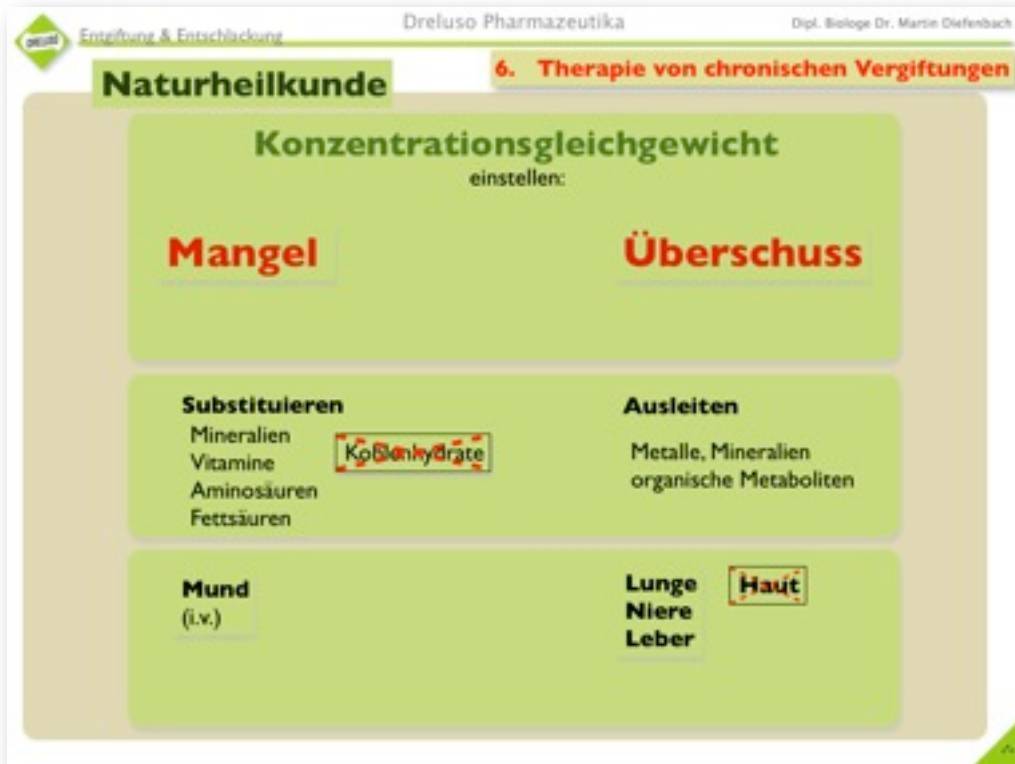 DRELUSO
Entgiftung & Entschlackung
Dreluso Pharmazeutika
Dipl. Biologe Dr. Martin Diefenbach
Naturheilkunde
6. Therapie von chronischen Vergiftungen
Konzentrationsgleichgewicht
einstellen:
Mangel
Überschuss
Substituieren
Mineralien
Vitamine
Aminosäuren
Fettsäuren
Kohlenhydrate
Ausleiten
Metalle, Mineralien
organische Metaboliten
Mund
(i.v.)
Lunge
Niere
Leber
Haut